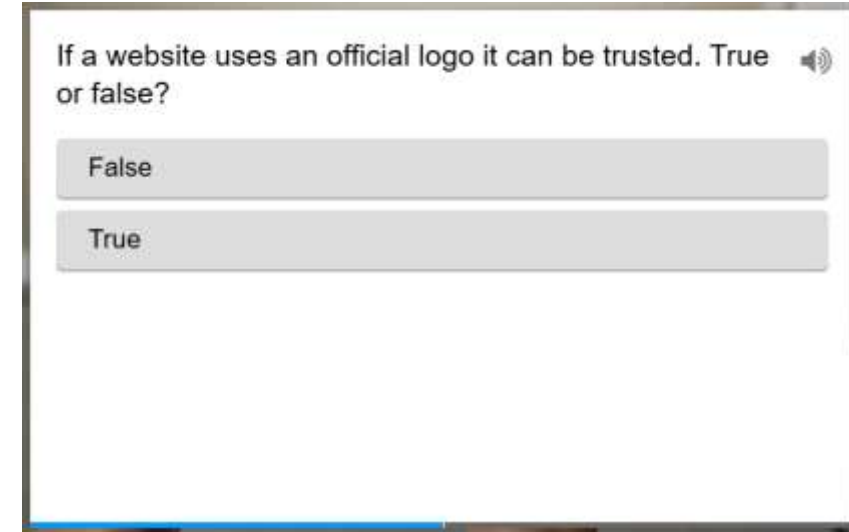 If a website uses an official logo it can be trusted. True
or false?
False
True